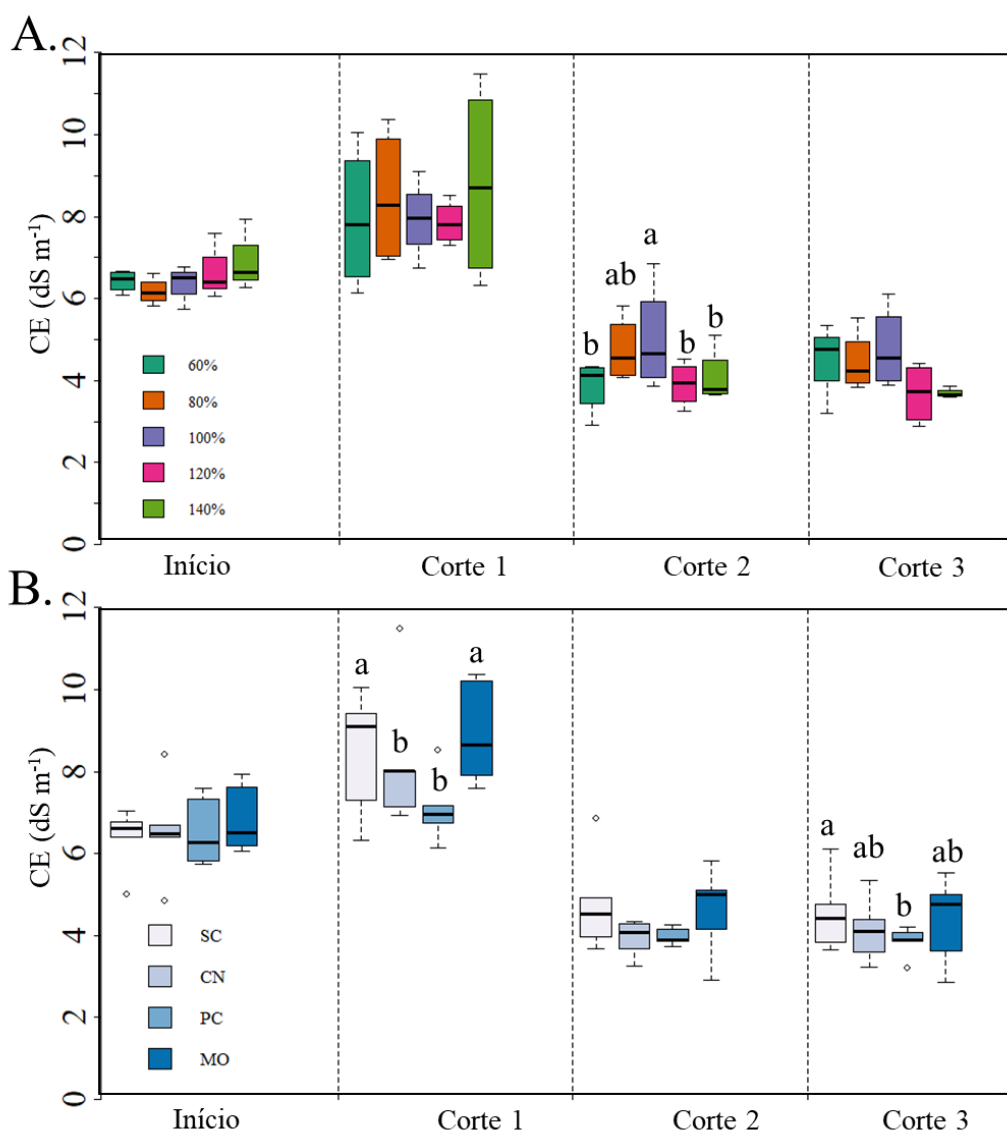 A.
CE (dS m⁻¹)
12
10
8
6
4
2
0
a
ab
b
b
b
60%
80%
100%
120%
140%
Início
Corte 1
Corte 2
Corte 3
B.
CE (dS m⁻¹)
12
10
8
6
4
2
0
a
a
b
b
a
ab
ab
b
SC
CN
PC
MO
Início
Corte 1
Corte 2
Corte 3